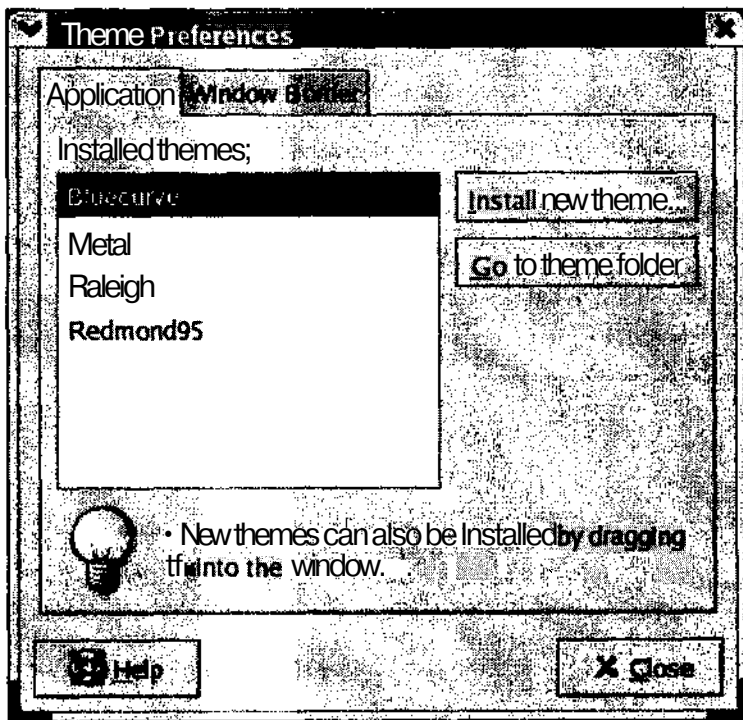 Theme Preferences
Application Window Border
Installed themes;
Bluecurve
Metal
Raleigh
Redmond95
Install new theme...
Go to theme folder
· New themes can also be Installed by dragging
into the window.
Help
Close